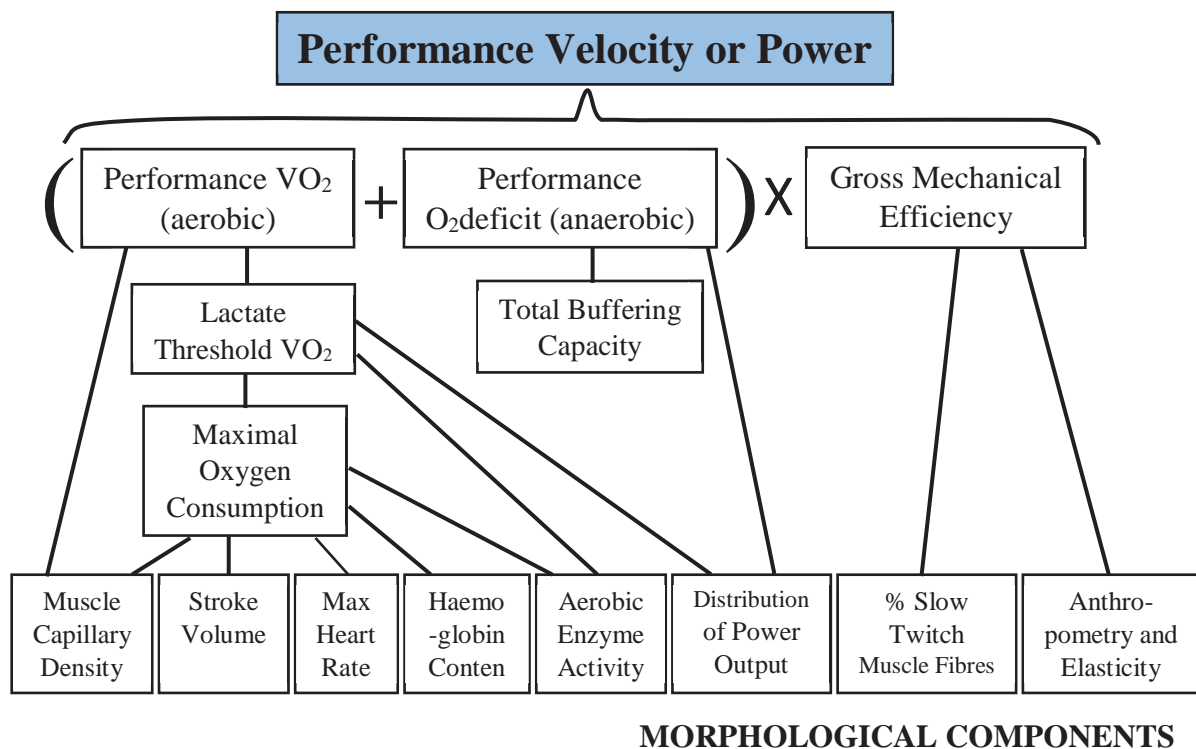 Performance Velocity or Power
(
Performance VO₂
(aerobic)
+
Performance
O₂deficit (anaerobic)
)
X
Gross Mechanical
Efficiency
Lactate
Threshold VO₂
Total Buffering
Capacity
Maximal
Oxygen
Consumption
Muscle
Capillary
Density
Stroke
Volume
Max
Heart
Rate
Haemo
-globin
Conten
Aerobic
Enzyme
Activity
Distribution
of Power
Output
% Slow
Twitch
Muscle Fibres
Anthro-
pometry and
Elasticity
MORPHOLOGICAL COMPONENTS